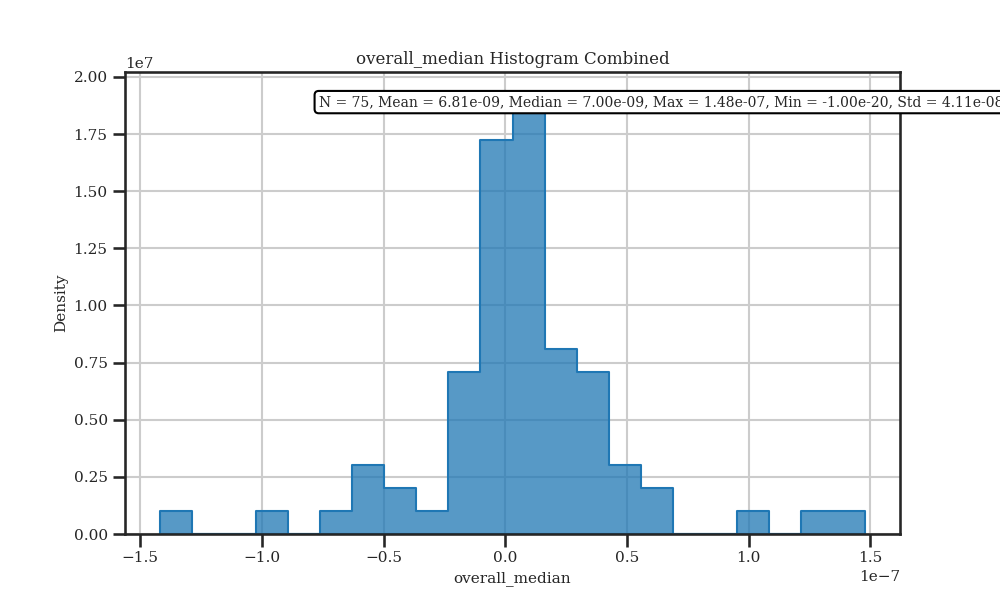 overall_median Histogram Combined
1e7
N = 75, Mean = 6.81e-09, Median = 7.00e-09, Max = 1.48e-07, Min = -1.00e-20, Std = 4.11e-08
2.00
1.75
1.50
1.25
1.00
0.75
0.50
0.25
0.00
Density
−1.5 −1.0 −0.5 0.0 0.5 1.0 1.5
1e−7
overall_median